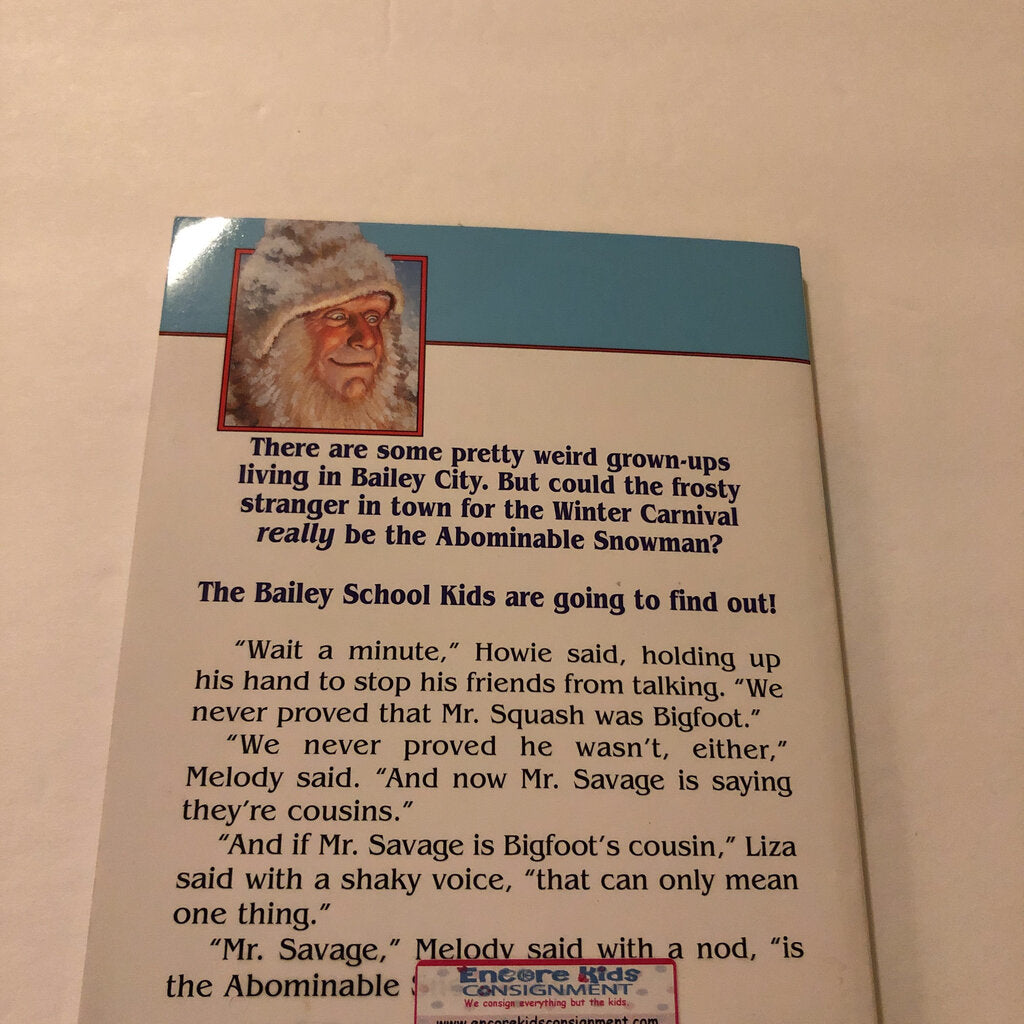 There are some pretty weird grown-ups
living in Bailey City. But could the frosty
stranger in town for the Winter Carnival
really be the Abominable Snowman?
The Bailey School Kids are going to find out!
“Wait a minute,” Howie said, holding up
his hand to stop his friends from talking. “We
never proved that Mr. Squash was Bigfoot.”
“We never proved he wasn’t, either,”
Melody said. “And now Mr. Savage is saying
they’re cousins.”
“And if Mr. Savage is Bigfoot’s cousin,” Liza
said with a shaky voice, “that can only mean
one thing.”
“Mr. Savage,” Melody said with a nod, “is
the Abominable
Encore Kids
CONSIGNMENT
We consign everything but the kids.
www.encorekidsconsignment.com